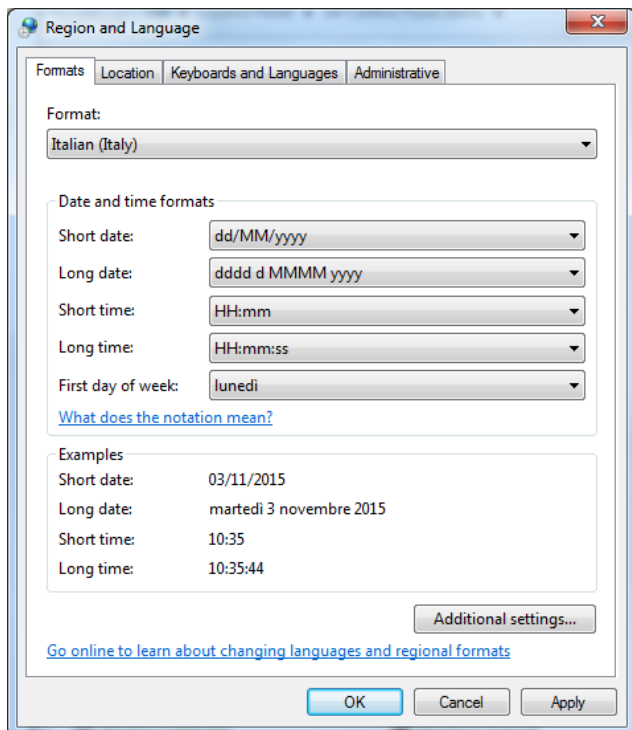 Region and Language
Formats Location Keyboards and Languages Administrative
Format:
Italian (Italy)
Date and time formats
Short date: dd/MM/yyyy
Long date: dddd d MMMM yyyy
Short time: HH:mm
Long time: HH:mm:ss
First day of week: lunedì
What does the notation mean?
Examples
Short date: 03/11/2015
Long date: martedì 3 novembre 2015
Short time: 10:35
Long time: 10:35:44
Additional settings...
Go online to learn about changing languages and regional formats
OK Cancel Apply